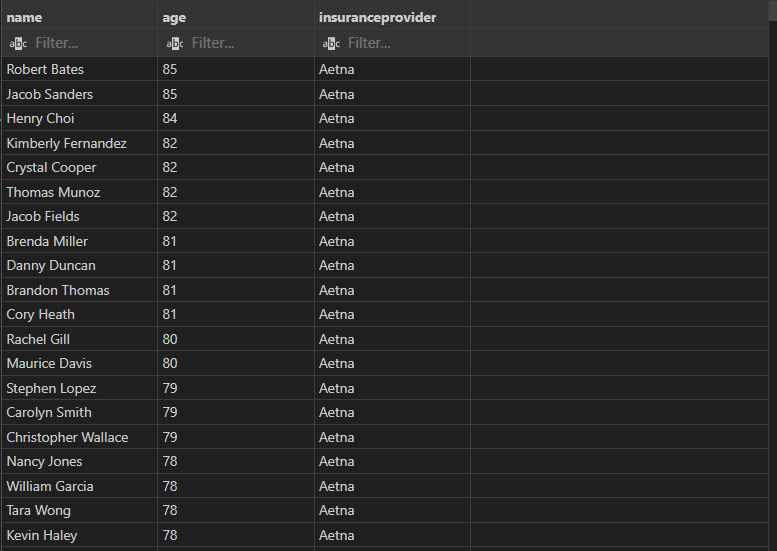 name age insuranceprovider
abc Filter... abc Filter... abc Filter...
Robert Bates 85 Aetna
Jacob Sanders 85 Aetna
Henry Choi 84 Aetna
Kimberly Fernandez 82 Aetna
Crystal Cooper 82 Aetna
Thomas Munoz 82 Aetna
Jacob Fields 82 Aetna
Brenda Miller 81 Aetna
Danny Duncan 81 Aetna
Brandon Thomas 81 Aetna
Cory Heath 81 Aetna
Rachel Gill 80 Aetna
Maurice Davis 80 Aetna
Stephen Lopez 79 Aetna
Carolyn Smith 79 Aetna
Christopher Wallace 79 Aetna
Nancy Jones 78 Aetna
William Garcia 78 Aetna
Tara Wong 78 Aetna
Kevin Haley 78 Aetna